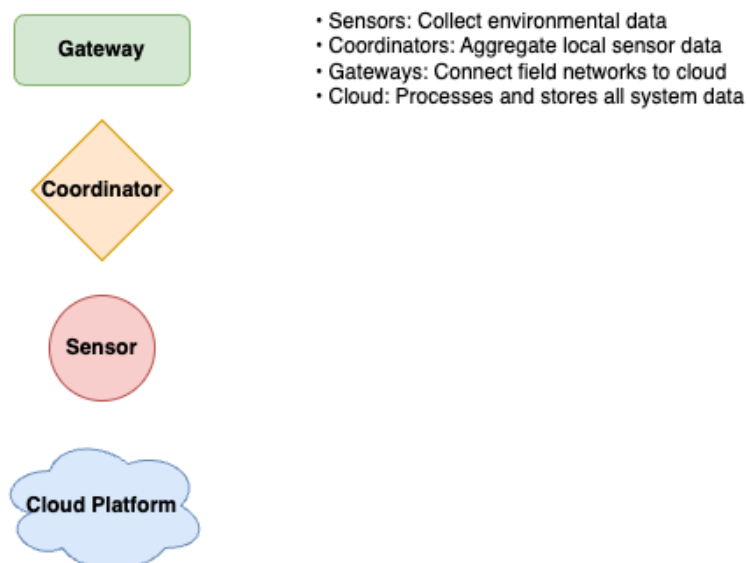 Gateway
• Sensors: Collect environmental data
• Coordinators: Aggregate local sensor data
• Gateways: Connect field networks to cloud
• Cloud: Processes and stores all system data
Coordinator
Sensor
Cloud Platform